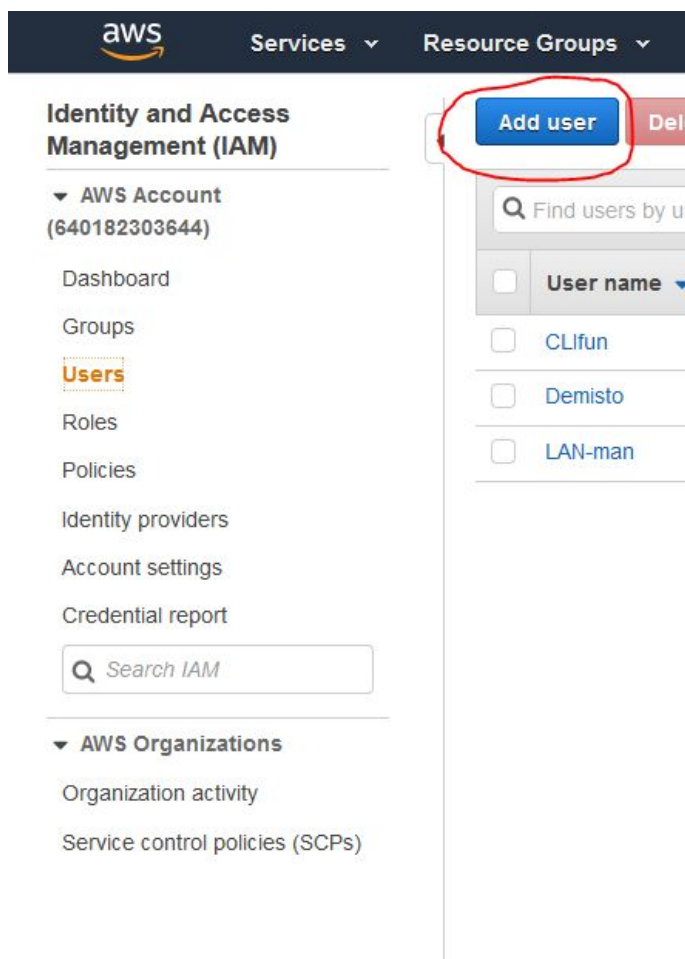 aws Services Resource Groups
Identity and Access
Management (IAM)
AWS Account
(640182303644)
Dashboard
Groups
Users
Roles
Policies
Identity providers
Account settings
Credential report
Search IAM
AWS Organizations
Organization activity
Service control policies (SCPs)
Add user Del
Find users by u
User name
CLIfun
Demisto
LAN-man